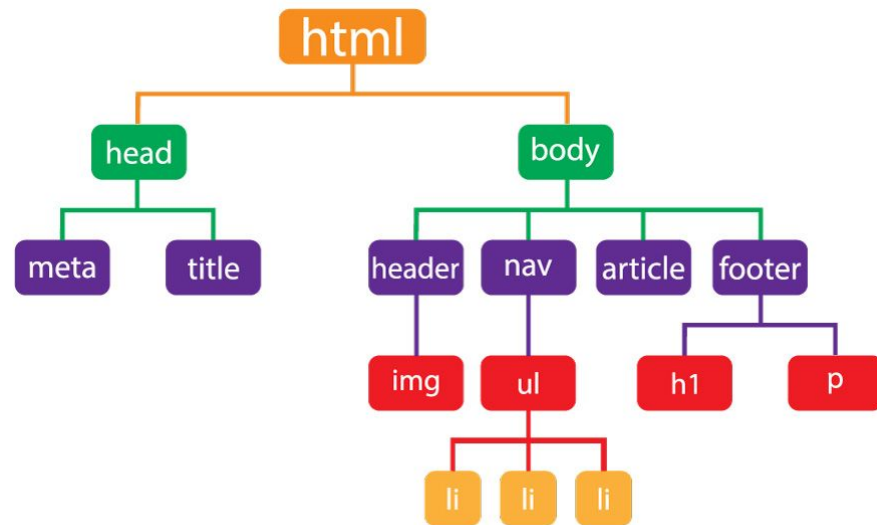 html
head
body
meta
title
header
nav
article
footer
img
ul
h1
p
li
li
li